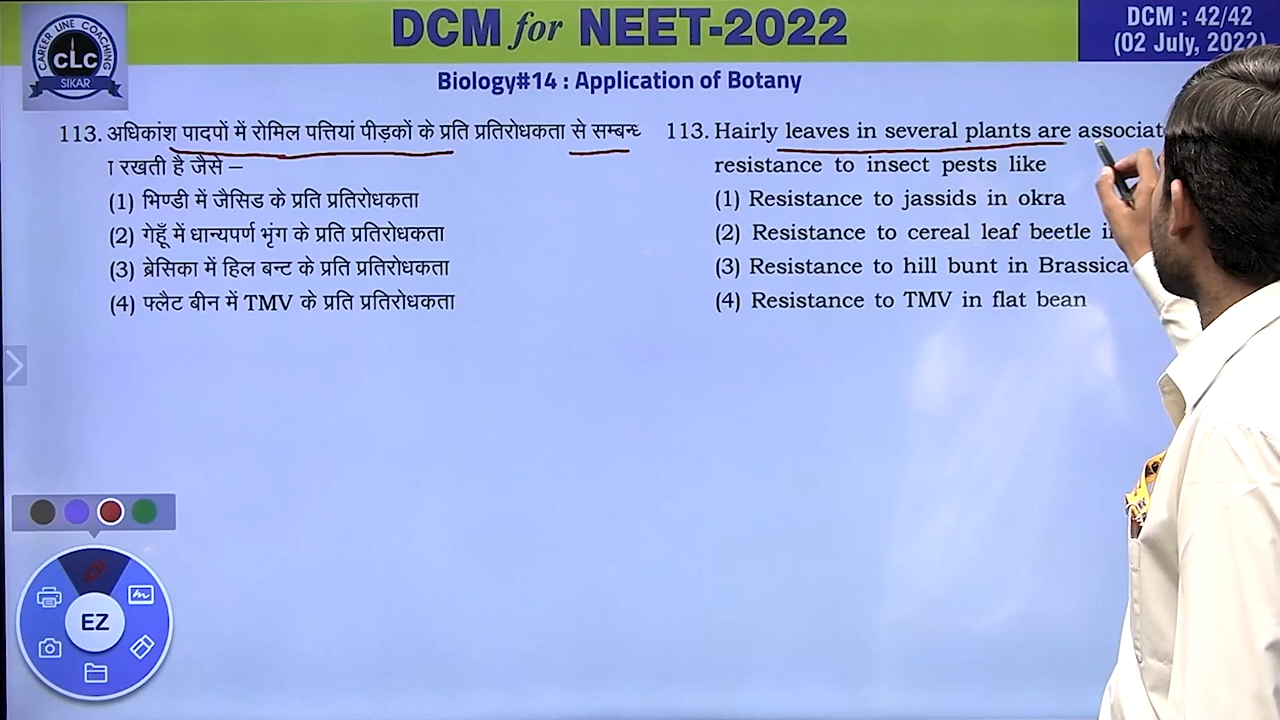 CAREER LINE COACHING
CLC
SIKAR
DCM for NEET-2022
DCM : 42/42
(02 July, 2022)
Biology#14 : Application of Botany
113. अधिकांश पादपों में रोमिल पत्तियां पीड़कों के प्रति प्रतिरोधकता से सम्बन्ध
ा रखती है जैसे –
(1) भिण्डी में जैसिड के प्रति प्रतिरोधकता
(2) गेहूँ में धान्यपर्ण भृंग के प्रति प्रतिरोधकता
(3) ब्रेसिका में हिल बन्ट के प्रति प्रतिरोधकता
(4) फ्लैट बीन में TMV के प्रति प्रतिरोधकता
113. Hairly leaves in several plants are associat
resistance to insect pests like
(1) Resistance to jassids in okra
(2) Resistance to cereal leaf beetle i
(3) Resistance to hill bunt in Brassica
(4) Resistance to TMV in flat bean
EZ